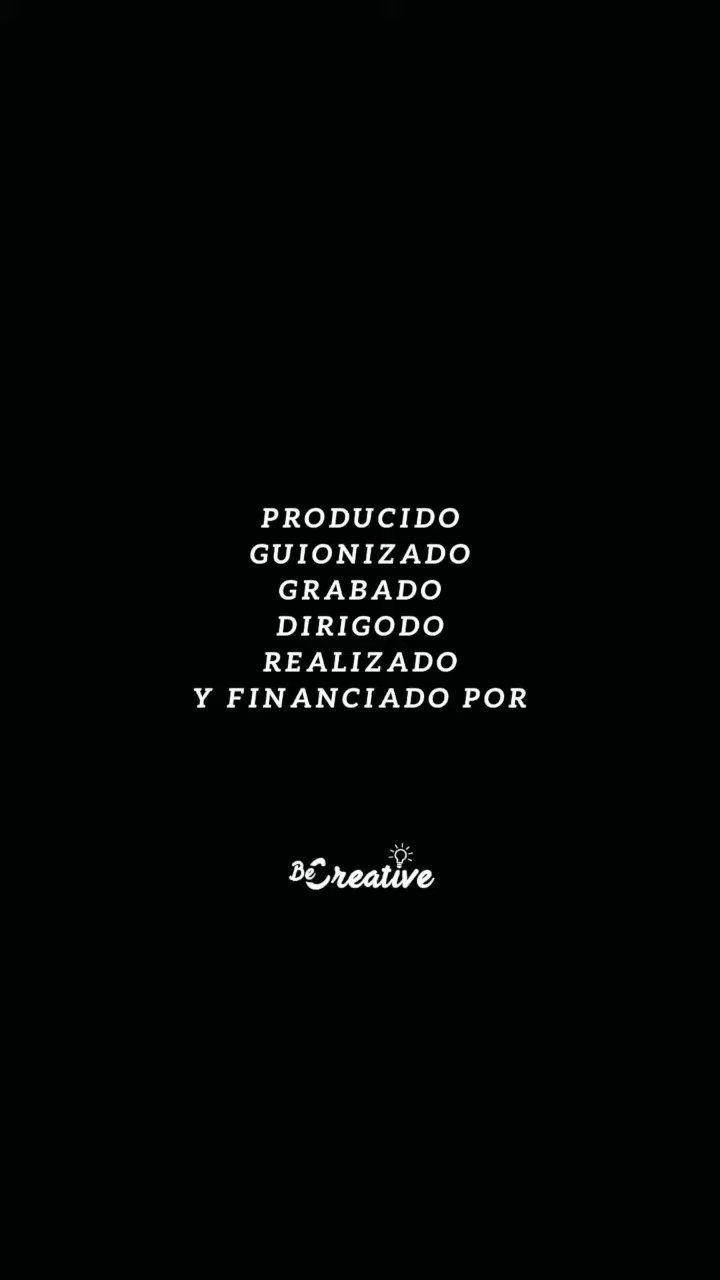 PRODUCIDO
GUIONIZADO
GRABADO
DIRIGODO
REALIZADO
Y FINANCIADO POR
BeCreative